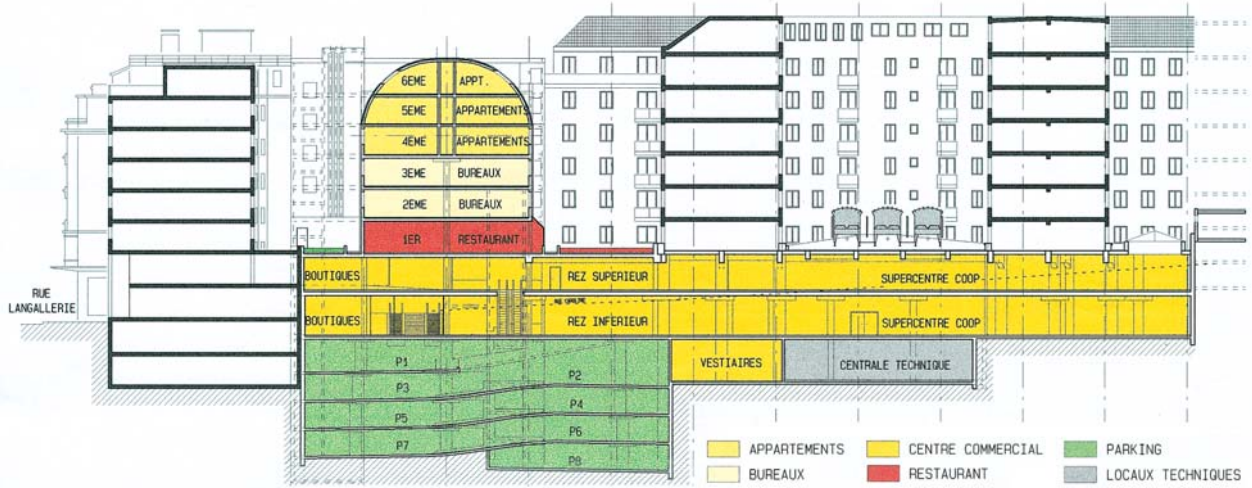 6EME APPT.
5EME APPARTEMENTS
4EME APPARTEMENTS
3EME BUREAUX
2EME BUREAUX
1ER RESTAURANT
BOUTIQUES REZ SUPERIEUR SUPERCENTRE COOP
RUE
LANGALLERIE
BOUTIQUES REZ INFERIEUR SUPERCENTRE COOP
P1 VESTIAIRES CENTRALE TECHNIQUE
P2
P3
P4
P5
P6
P7
P8
APPARTEMENTS CENTRE COMMERCIAL PARKING
BUREAUX RESTAURANT LOCAUX TECHNIQUES